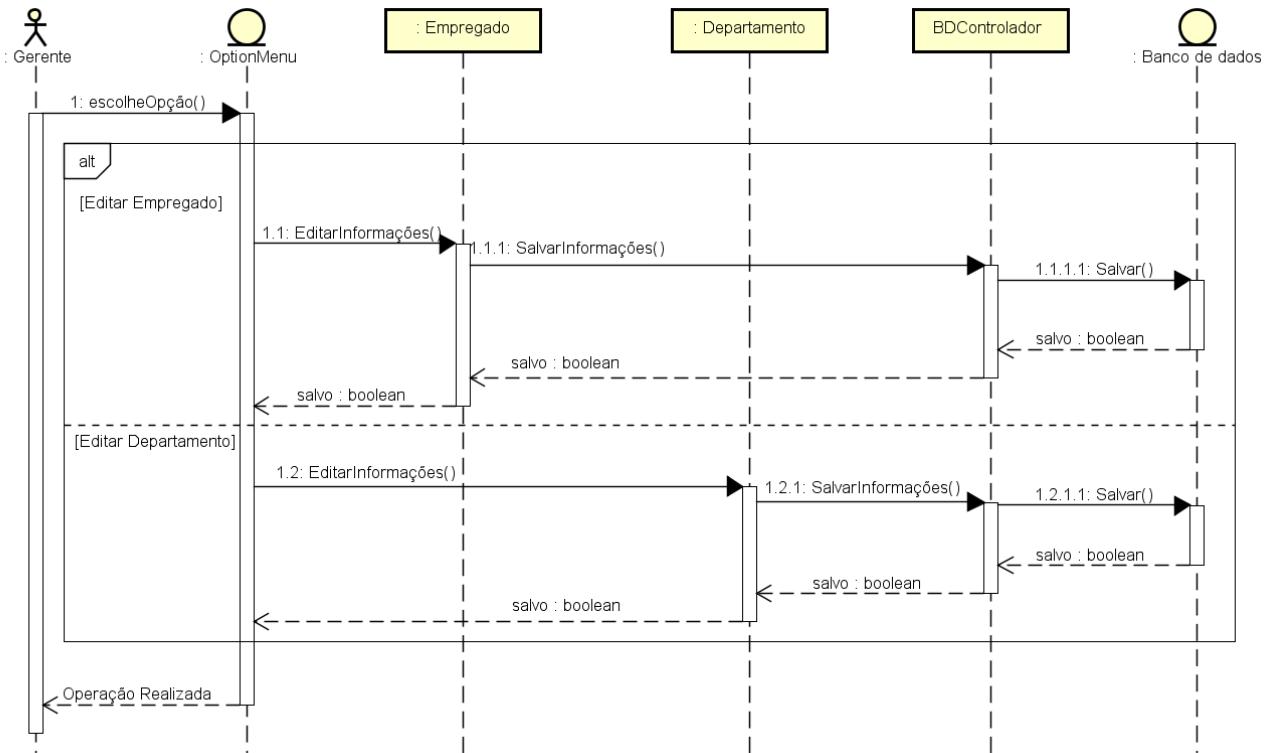 : Gerente
: OptionMenu
: Empregado
: Departamento
BDControlador
: Banco de dados
1: escolheOpção()
alt
[Editar Empregado]
1.1: EditarInformações()
1.1.1: SalvarInformações()
1.1.1.1: Salvar()
salvo : boolean
salvo : boolean
salvo : boolean
[Editar Departamento]
1.2: EditarInformações()
1.2.1: SalvarInformações()
1.2.1.1: Salvar()
salvo : boolean
salvo : boolean
salvo : boolean
Operação Realizada